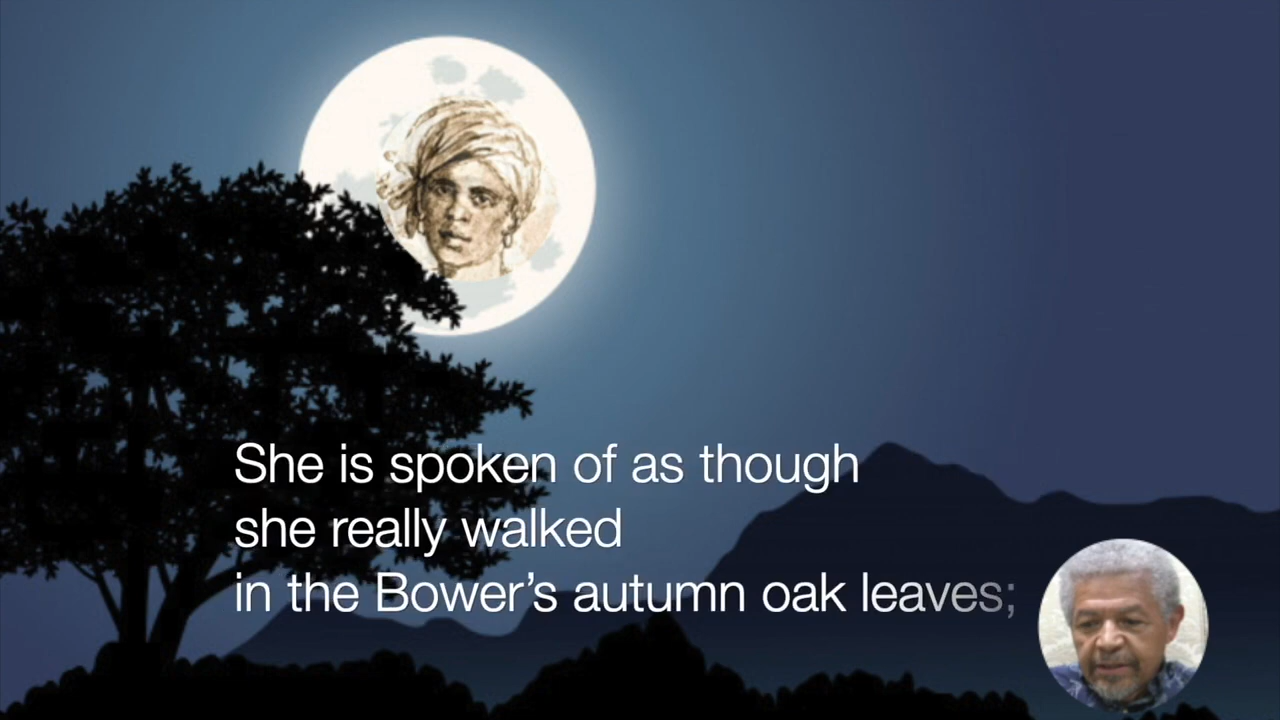 She is spoken of as though
she really walked
in the Bower’s autumn oak leaves;